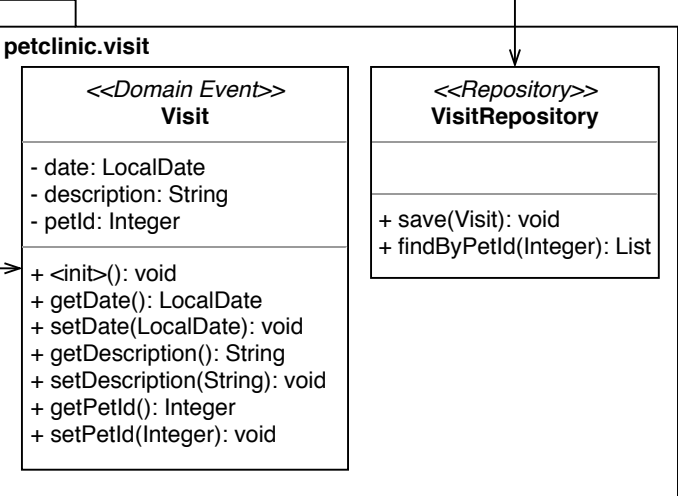 petclinic.visit
<<Domain Event>>
Visit
- date: LocalDate
- description: String
- petId: Integer
+ <init>(): void
+ getDate(): LocalDate
+ setDate(LocalDate): void
+ getDescription(): String
+ setDescription(String): void
+ getPetId(): Integer
+ setPetId(Integer): void
<<Repository>>
VisitRepository
+ save(Visit): void
+ findByPetId(Integer): List